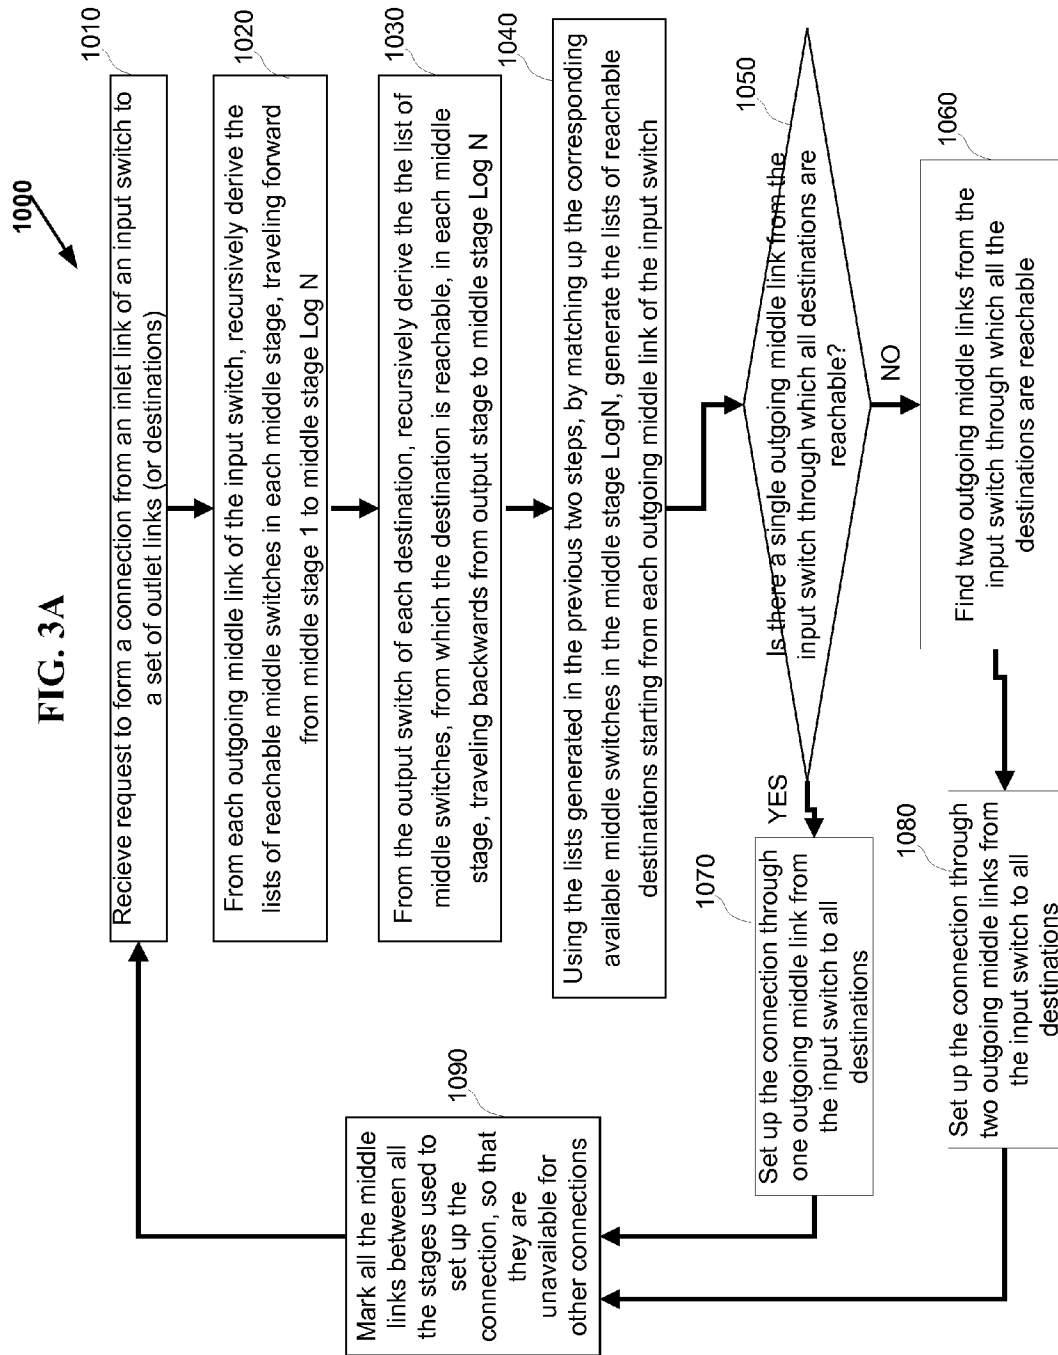 FIG. 3A
1000
1010
Recieve request to form a connection from an inlet link of an input switch to
a set of outlet links (or destinations)
1020
From each outgoing middle link of the input switch, recursively derive the
lists of reachable middle switches in each middle stage, traveling forward
from middle stage 1 to middle stage Log N
1030
From the output switch of each destination, recursively derive the the list of
middle switches, from which the destination is reachable, in each middle
stage, traveling backwards from output stage to middle stage Log N
1040
Using the lists generated in the previous two steps, by matching up the corresponding
available middle switches in the middle stage LogN, generate the lists of reachable
destinations starting from each outgoing middle link of the input switch
1050
Is there a single outgoing middle link from the
input switch through which all destinations are
reachable?
YES
NO
1060
Find two outgoing middle links from the
input switch through which all the
destinations are reachable
1070
Set up the connection through
one outgoing middle link from
the input switch to all
destinations
1080
Set up the connection through
two outgoing middle links from
the input switch to all
destinations
1090
Mark all the middle
links between all
the stages used to
set up the
connection, so that
they are
unavailable for
other connections